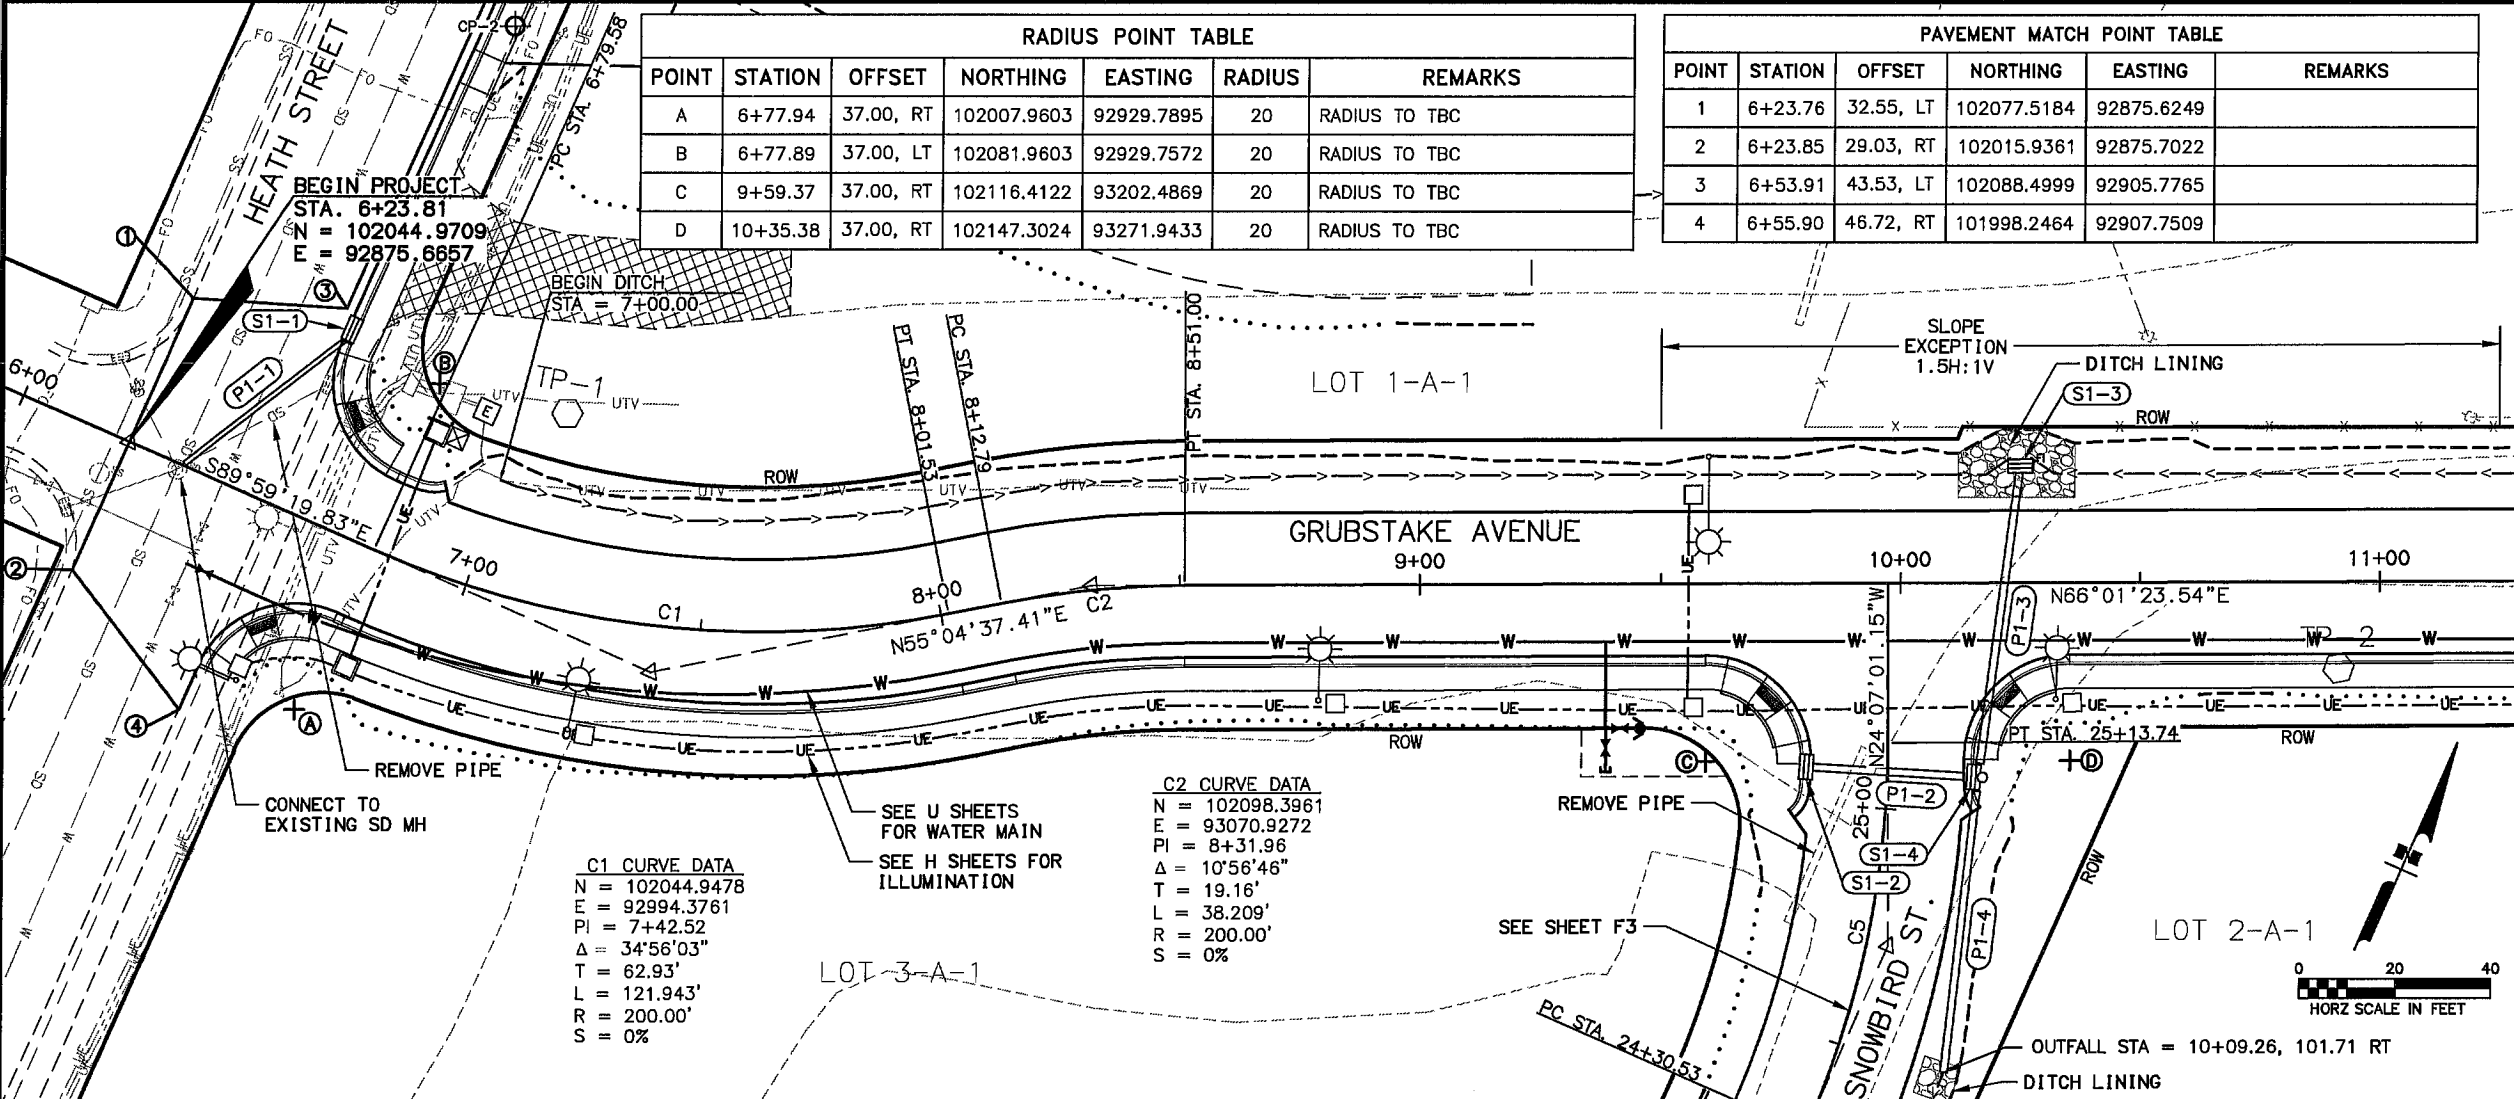 RADIUS POINT TABLE
POINT STATION OFFSET NORTHING EASTING RADIUS REMARKS
A 6+77.94 37.00, RT 102007.9603 92929.7895 20 RADIUS TO TBC
B 6+77.89 37.00, LT 102081.9603 92929.7572 20 RADIUS TO TBC
C 9+59.37 37.00, RT 102116.4122 93202.4869 20 RADIUS TO TBC
D 10+35.38 37.00, RT 102147.3024 93271.9433 20 RADIUS TO TBC
PAVEMENT MATCH POINT TABLE
POINT STATION OFFSET NORTHING EASTING REMARKS
1 6+23.76 32.55, LT 102077.5184 92875.6249
2 6+23.85 29.03, RT 102015.9361 92875.7022
3 6+53.91 43.53, LT 102088.4999 92905.7765
4 6+55.90 46.72, RT 101998.2464 92907.7509
CP-2
HEATH STREET
PC STA. 6+79.58
BEGIN PROJECT
STA. 6+23.81
N = 102044.9709
E = 92875.6657
1
3
S1-1
P1-1
B
E
TP-1
BEGIN DITCH
STA = 7+00.00
PT STA. 8+01.53
PC STA. 8+12.79
PT STA. 8+51.00
LOT 1-A-1
SLOPE
EXCEPTION
1.5H:1V
DITCH LINING
S1-3
ROW
ROW
6+00
S89°59'19.83"E
7+00
C1
8+00
N55°04'37.41"E
C2
GRUBSTAKE AVENUE
9+00
10+00
11+00
N66°01'23.54"E
P1-3
N24°07'01.15"W
TP-2
2
4
A
REMOVE PIPE
CONNECT TO
EXISTING SD MH
SEE U SHEETS
FOR WATER MAIN
SEE H SHEETS FOR
ILLUMINATION
ROW
C
PT STA. 25+13.74
ROW
D
25+00
P1-2
REMOVE PIPE
S1-4
S1-2
ROW
C1 CURVE DATA
N = 102044.9478
E = 92994.3761
PI = 7+42.52
Δ = 34°56'03"
T = 62.93'
L = 121.943'
R = 200.00'
S = 0%
C2 CURVE DATA
N = 102098.3961
E = 93070.9272
PI = 8+31.96
Δ = 10°56'46"
T = 19.16'
L = 38.209'
R = 200.00'
S = 0%
LOT 3-A-1
SEE SHEET F3
C5
P1-4
SNOWBIRD ST.
LOT 2-A-1
PC STA. 24+30.53
0 20 40
HORZ SCALE IN FEET
OUTFALL STA = 10+09.26, 101.71 RT
DITCH LINING